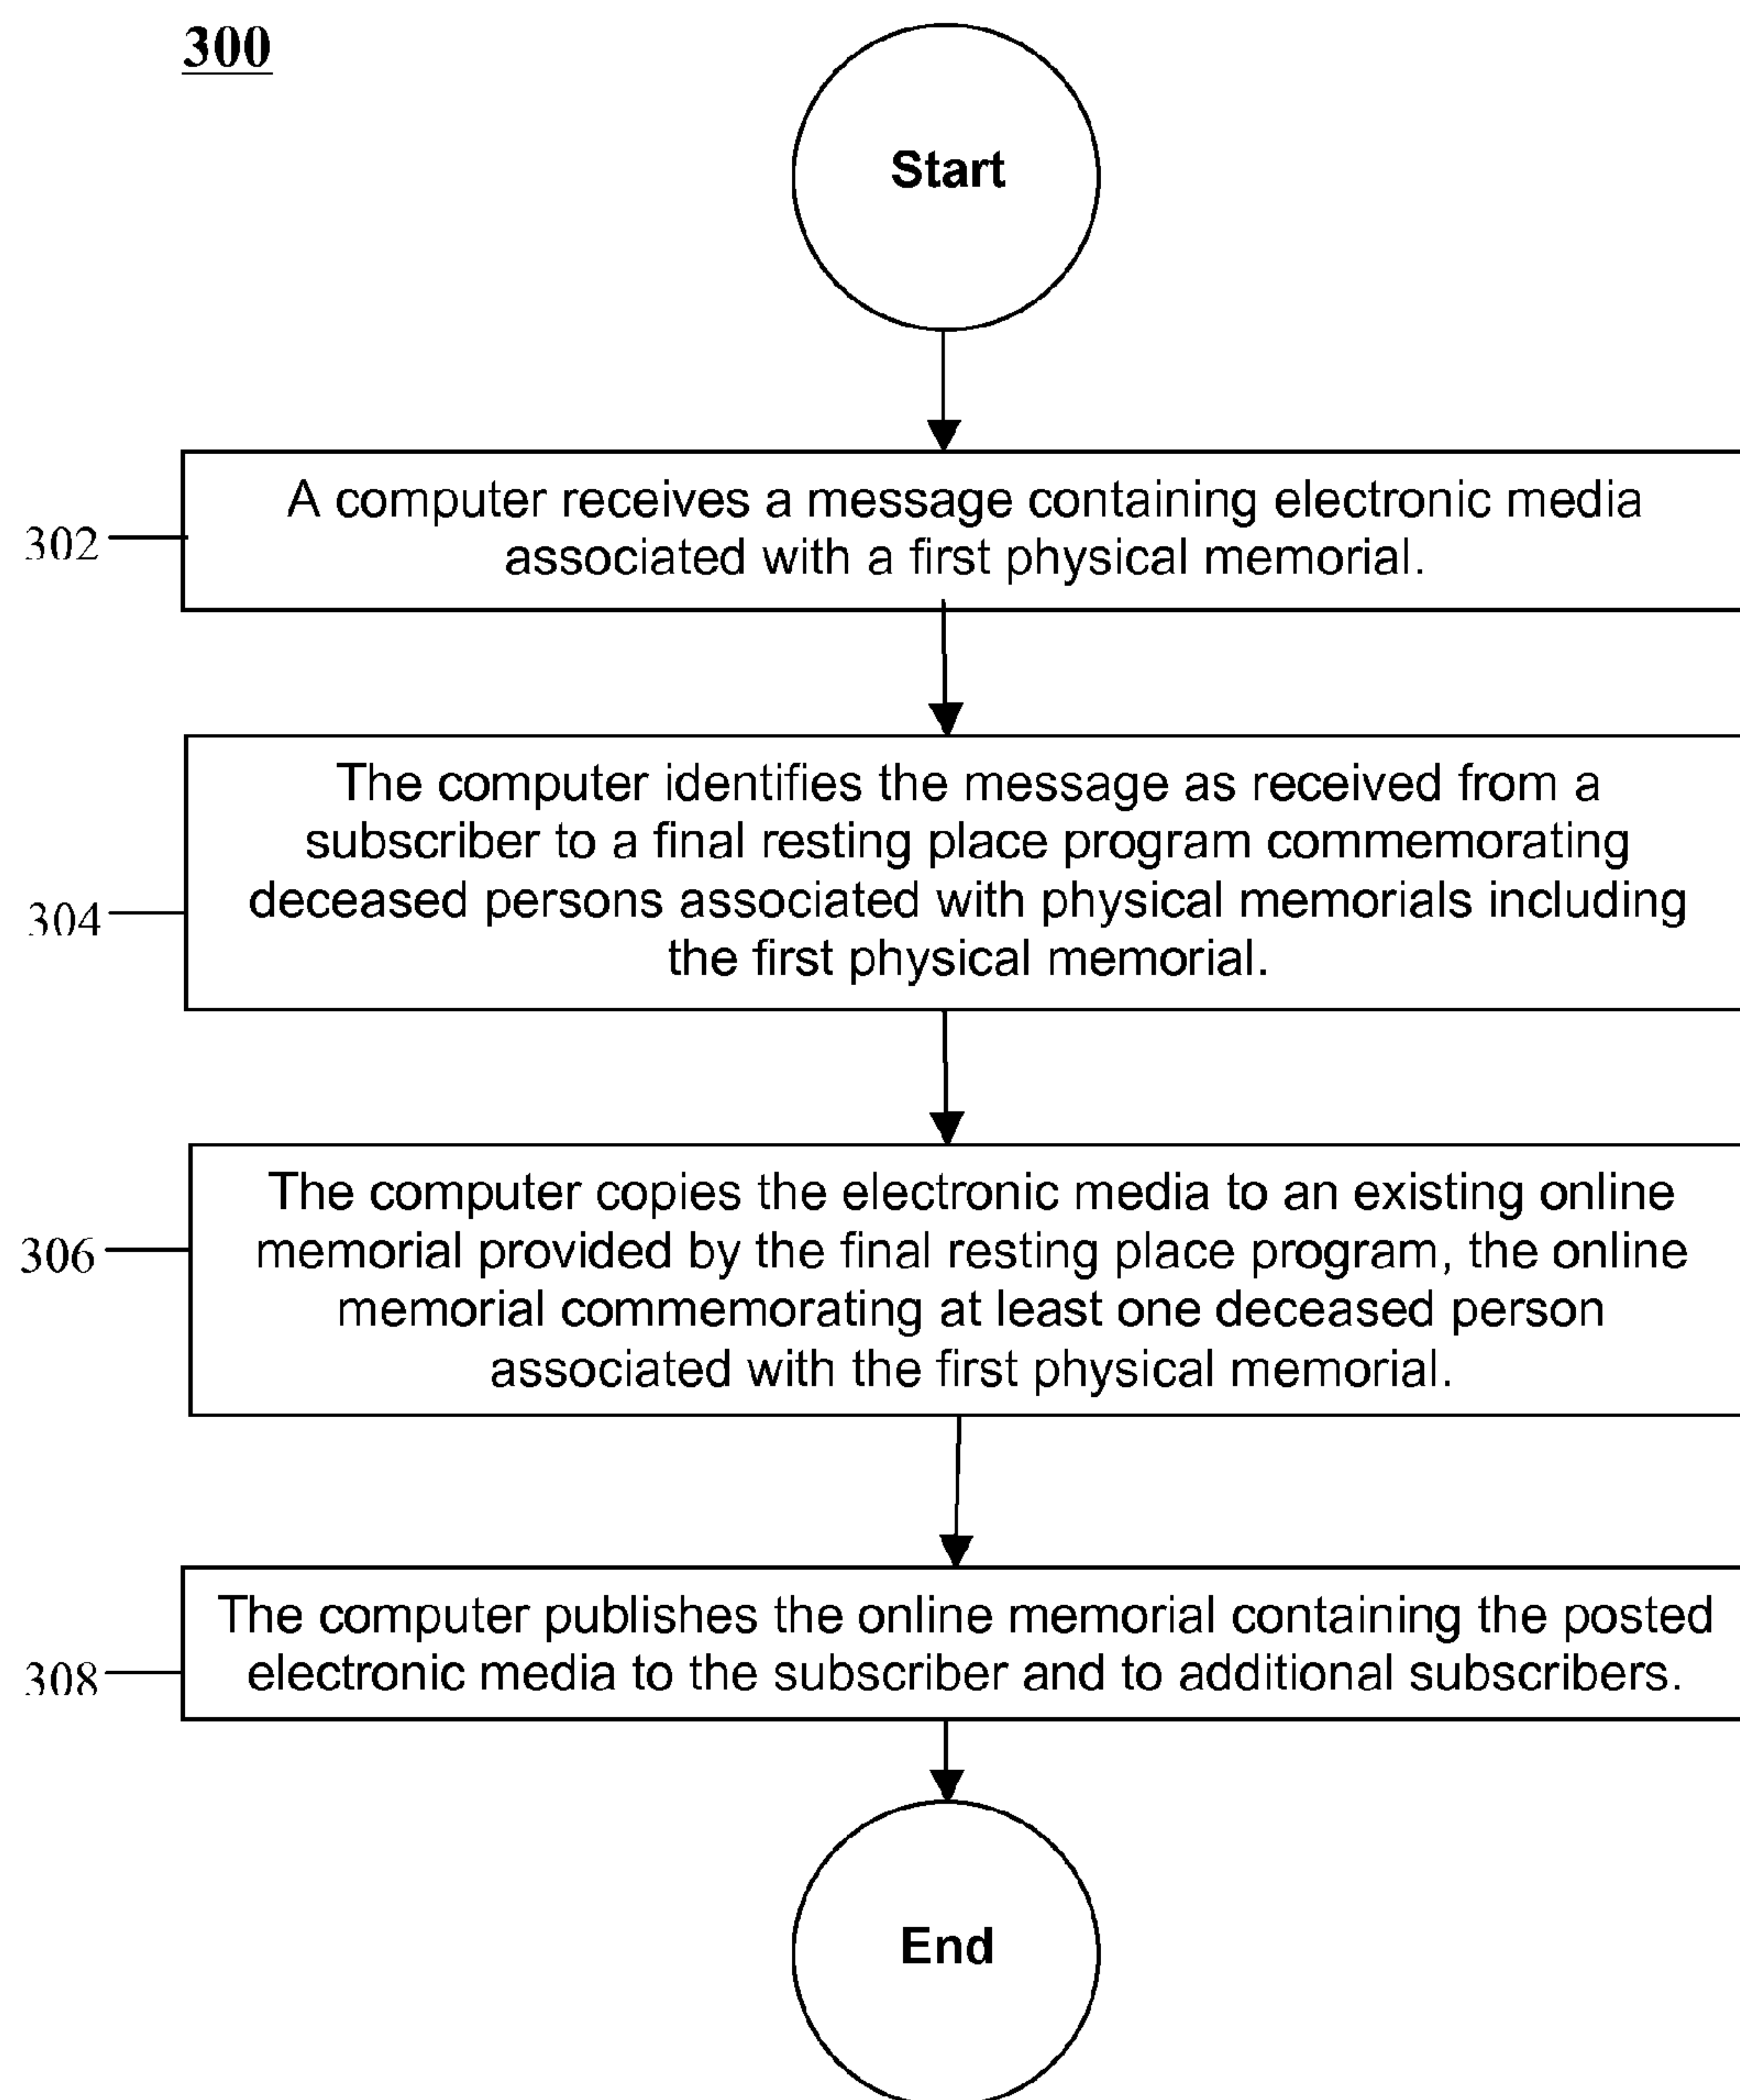 300
Start
A computer receives a message containing electronic media
associated with a first physical memorial.
302
The computer identifies the message as received from a
subscriber to a final resting place program commemorating
deceased persons associated with physical memorials including
the first physical memorial.
304
The computer copies the electronic media to an existing online
memorial provided by the final resting place program, the online
memorial commemorating at least one deceased person
associated with the first physical memorial.
306
The computer publishes the online memorial containing the posted
electronic media to the subscriber and to additional subscribers.
308
End